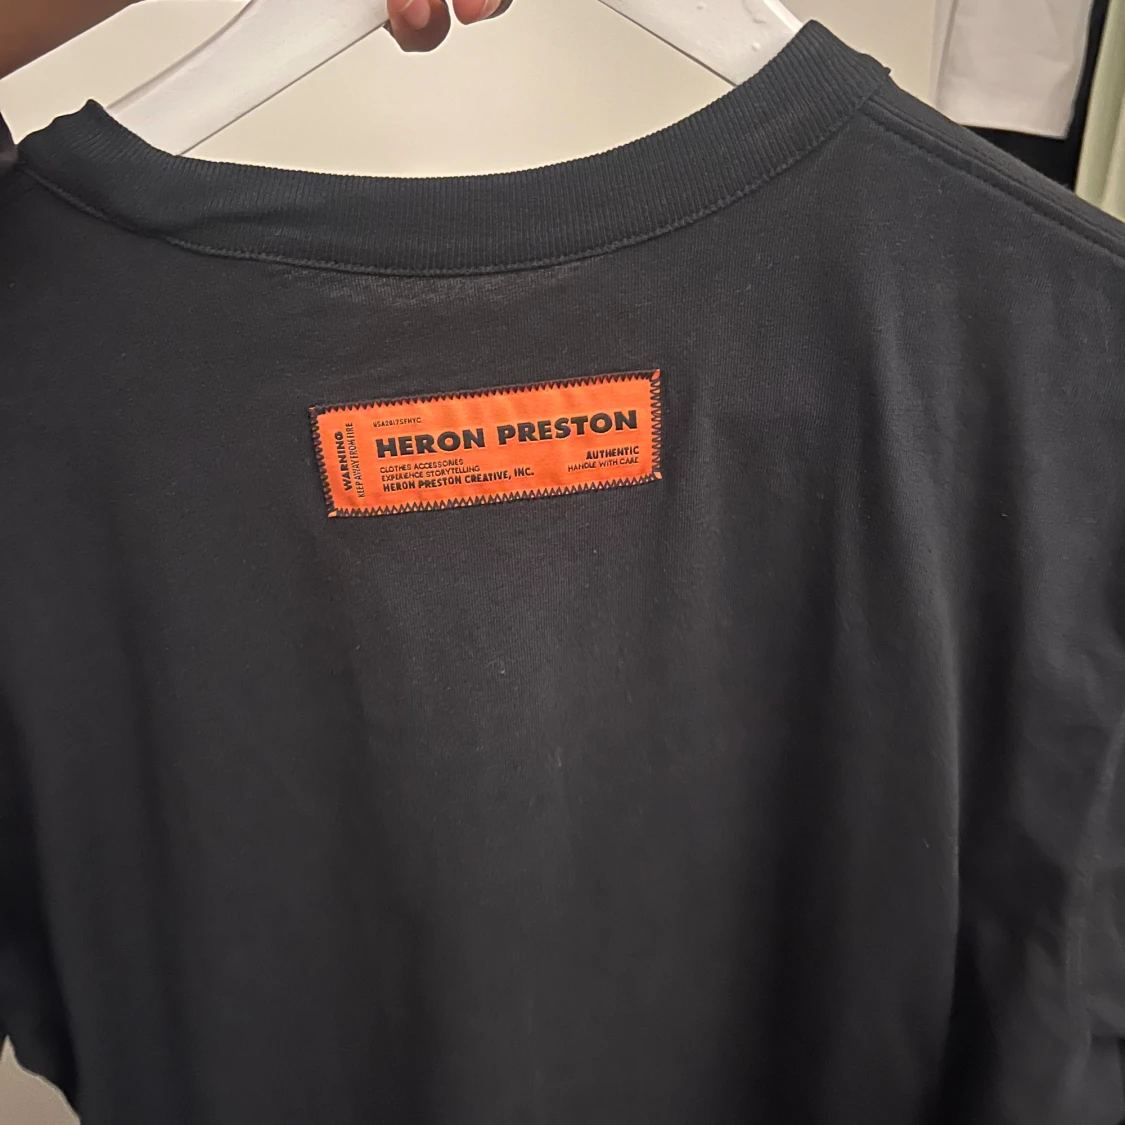 WARNING
KEEP AWAY FROM FIRE
USA2017SFNYC
HERON PRESTON
CLOTHES ACCESSORIES
EXPERIENCE STORYTELLING
HERON PRESTON CREATIVE, INC.
AUTHENTIC
HANDLE WITH CARE